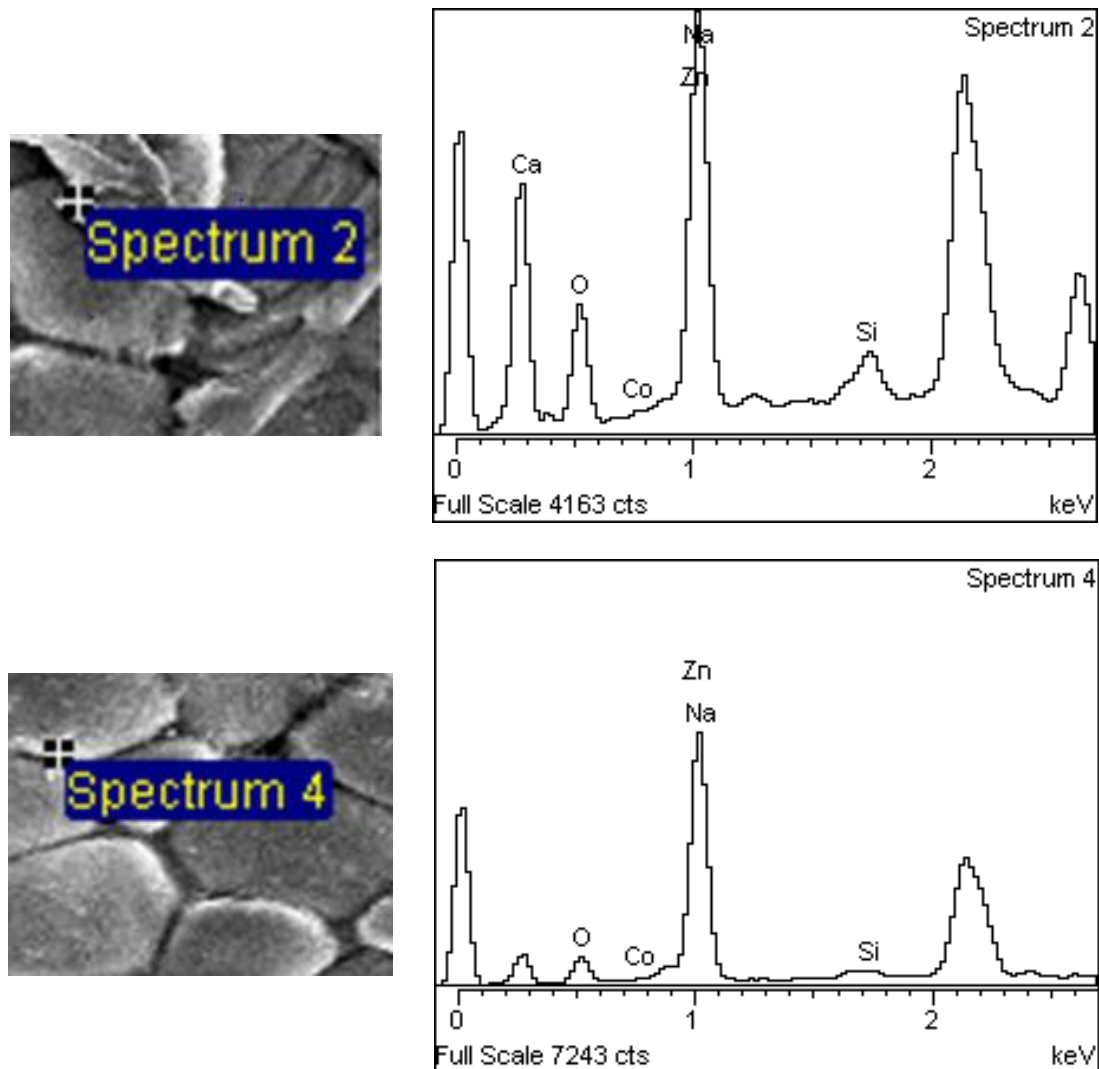 Spectrum 2
Spectrum 2
Na
Zn
Ca
O
Co
Si
0 1 2
Full Scale 4163 cts keV
Spectrum 4
Spectrum 4
Zn
Na
O
Co
Si
0 1 2
Full Scale 7243 cts keV